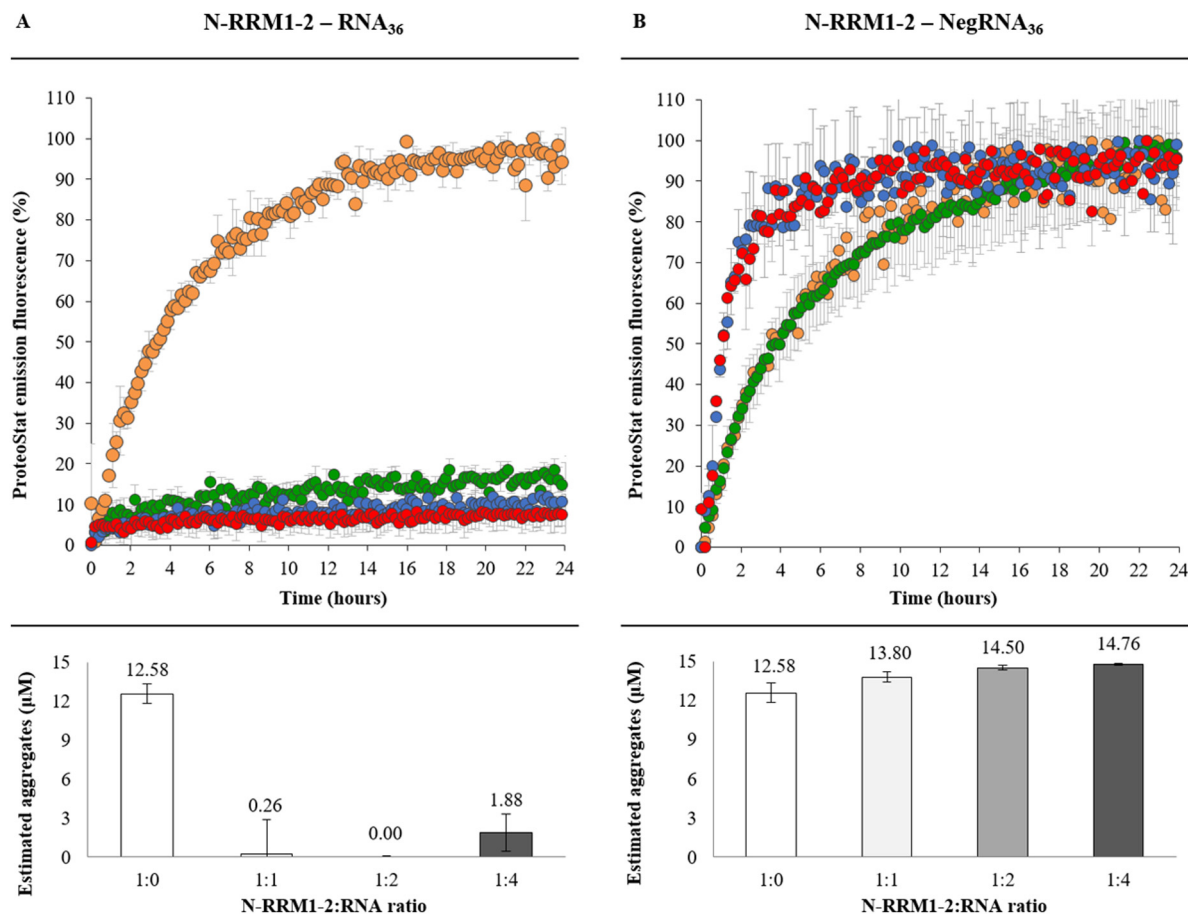 A
N-RRM1-2 – RNA₃₆
ProteoStat emission fluorescence (%)
110
100
90
80
70
60
50
40
30
20
10
0
0 2 4 6 8 10 12 14 16 18 20 22 24
Time (hours)
Estimated aggregates (µM)
15
12
9
6
3
0
12.58
0.26
0.00
1.88
1:0 1:1 1:2 1:4
N-RRM1-2:RNA ratio
B
N-RRM1-2 – NegRNA₃₆
ProteoStat emission fluorescence (%)
110
100
90
80
70
60
50
40
30
20
10
0
0 2 4 6 8 10 12 14 16 18 20 22 24
Time (hours)
Estimated aggregates (µM)
15
12
9
6
3
0
12.58
13.80
14.50
14.76
1:0 1:1 1:2 1:4
N-RRM1-2:RNA ratio